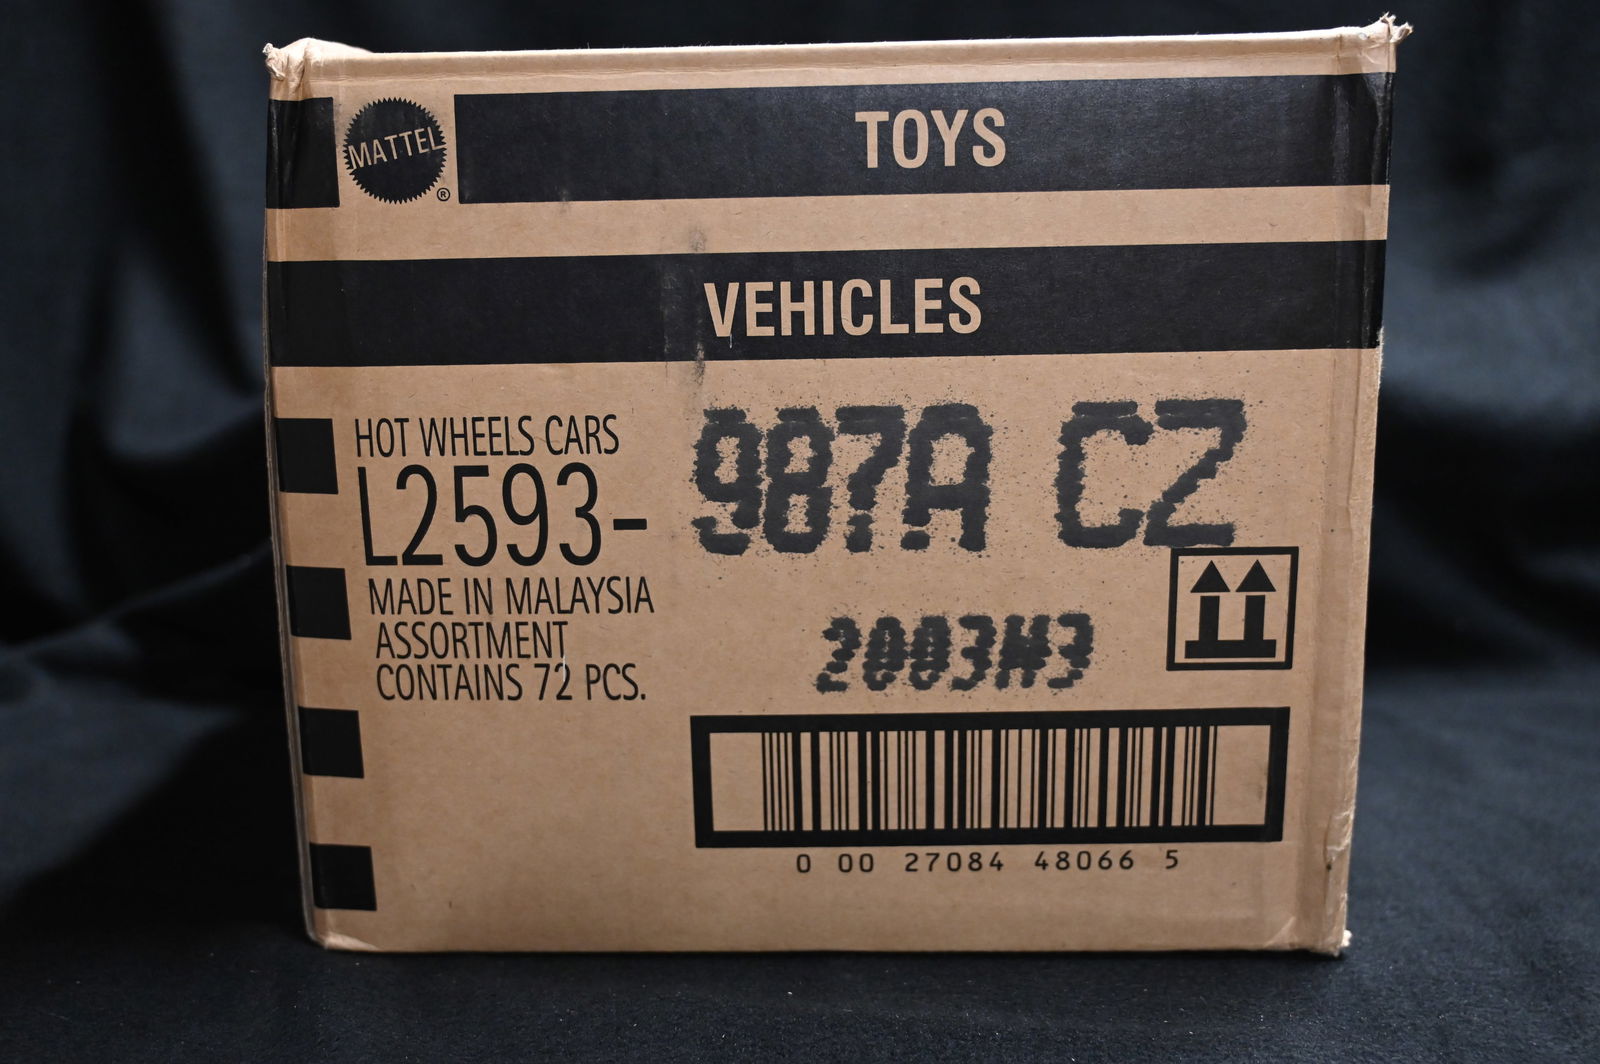 MATTEL
®
TOYS
VEHICLES
HOT WHEELS CARS
L2593-
987A CZ
MADE IN MALAYSIA
ASSORTMENT
CONTAINS 72 PCS.
2003H3
0 00 27084 48066 5